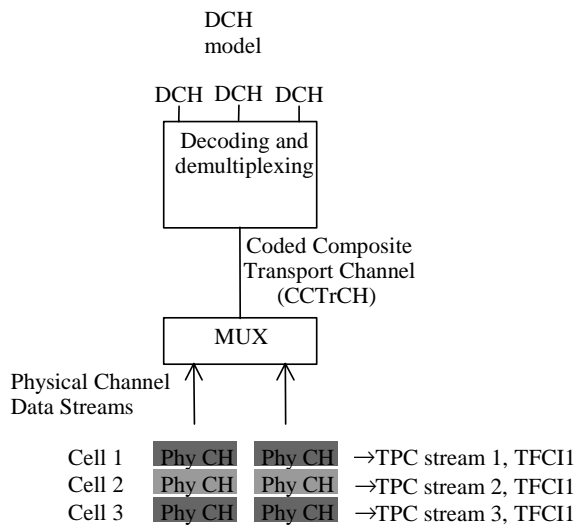 DCH
model
DCH DCH DCH
Decoding and
demultiplexing
Coded Composite
Transport Channel
(CCTrCH)
MUX
Physical Channel
Data Streams
Cell 1 Phy CH Phy CH →TPC stream 1, TFCI1
Cell 2 Phy CH Phy CH →TPC stream 2, TFCI1
Cell 3 Phy CH Phy CH →TPC stream 3, TFCI1